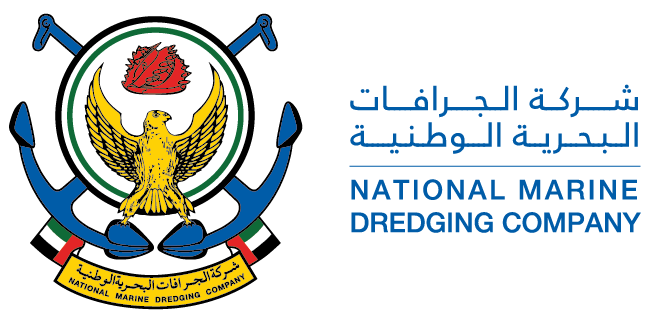 شركة الجرافات
البحرية الوطنية
NATIONAL MARINE
DREDGING COMPANY
شركة الجرافات البحرية الوطنية
NATIONAL MARINE DREDGING COMPANY